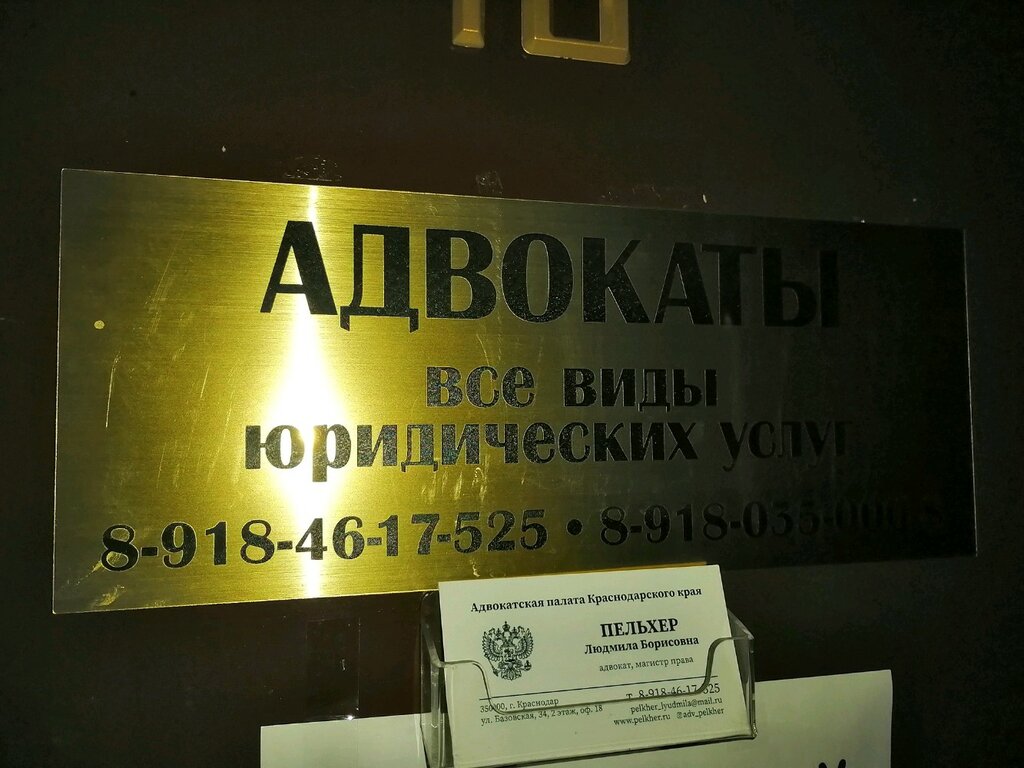 АДВОКАТЫ
все виды
юридических услуг
8-918-46-17-525 • 8-918-035-
Адвокатская палата Краснодарского края
ПЕЛЬХЕР
Людмила Борисовна
адвокат, магистр права
т. 8-918-46-17-525
350000, г. Краснодар
ул. Базовская, 34, 2 этаж, оф. 18
pelkher_lyudmila@mail.ru
www.pelkher.ru @adv_pelkher